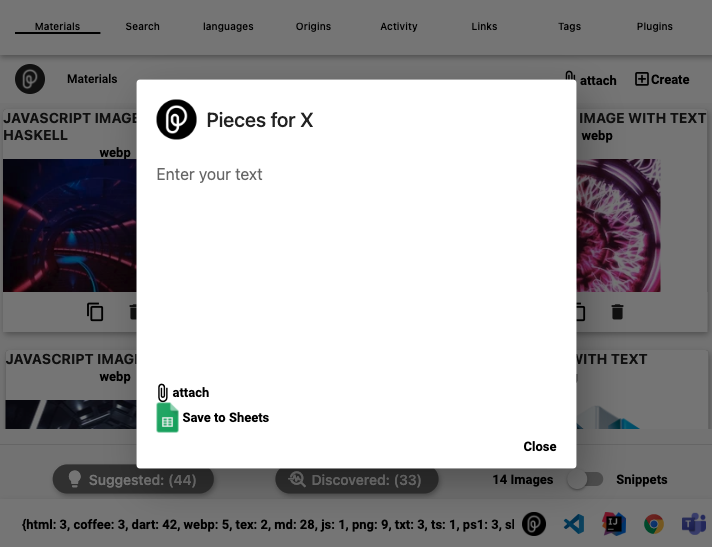 Materials
Search
languages
Origins
Activity
Links
Tags
Plugins
Materials
attach
Create
JAVASCRIPT IMAGE
HASKELL
webp
IMAGE WITH TEXT
webp
Pieces for X
Enter your text
attach
Save to Sheets
Close
JAVASCRIPT IMAG
webp
WITH TEXT
Suggested: (44)
Discovered: (33)
14 Images
Snippets
{html: 3, coffee: 3, dart: 42, webp: 5, tex: 2, md: 28, js: 1, png: 9, txt: 3, ts: 1, ps1: 3, sl